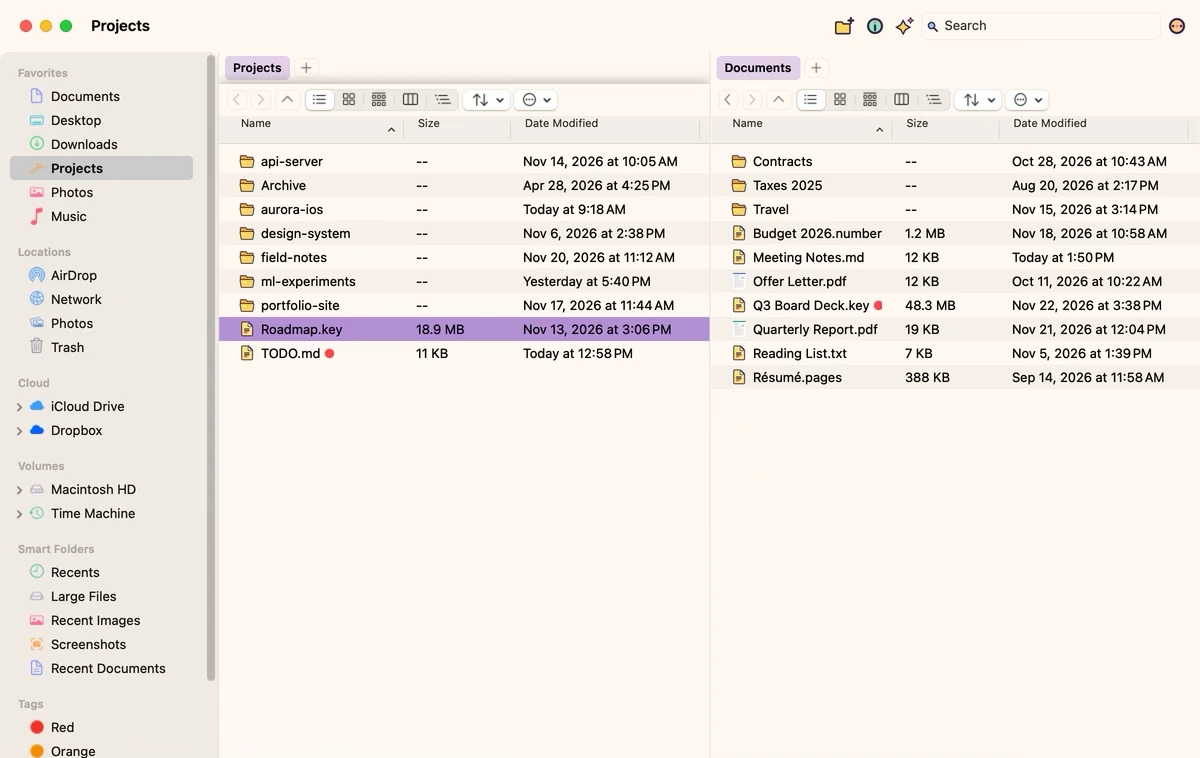 Projects
Search
Favorites
Documents
Desktop
Downloads
Projects
Photos
Music
Locations
AirDrop
Network
Photos
Trash
Cloud
iCloud Drive
Dropbox
Volumes
Macintosh HD
Time Machine
Smart Folders
Recents
Large Files
Recent Images
Screenshots
Recent Documents
Tags
Red
Orange
Projects
Name Size Date Modified
api-server -- Nov 14, 2026 at 10:05 AM
Archive -- Apr 28, 2026 at 4:25 PM
aurora-ios -- Today at 9:18 AM
design-system -- Nov 6, 2026 at 2:38 PM
field-notes -- Nov 20, 2026 at 11:12 AM
ml-experiments -- Yesterday at 5:40 PM
portfolio-site -- Nov 17, 2026 at 11:44 AM
Roadmap.key 18.9 MB Nov 13, 2026 at 3:06 PM
TODO.md 11 KB Today at 12:58 PM
Documents
Name Size Date Modified
Contracts -- Oct 28, 2026 at 10:43 AM
Taxes 2025 -- Aug 20, 2026 at 2:17 PM
Travel -- Nov 15, 2026 at 3:14 PM
Budget 2026.number 1.2 MB Nov 18, 2026 at 10:58 AM
Meeting Notes.md 12 KB Today at 1:50 PM
Offer Letter.pdf 12 KB Oct 11, 2026 at 10:22 AM
Q3 Board Deck.key 48.3 MB Nov 22, 2026 at 3:38 PM
Quarterly Report.pdf 19 KB Nov 21, 2026 at 12:04 PM
Reading List.txt 7 KB Nov 5, 2026 at 1:39 PM
Résumé.pages 388 KB Sep 14, 2026 at 11:58 AM